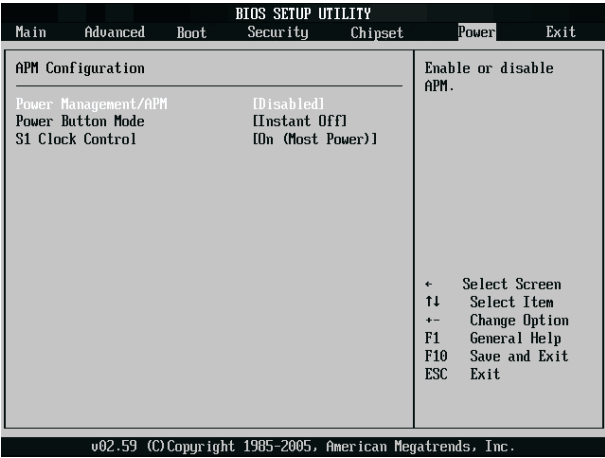 BIOS SETUP UTILITY
Main Advanced Boot Security Chipset Power Exit
APM Configuration
Power Management/APM [Disabled]
Power Button Mode [Instant Off]
S1 Clock Control [On (Most Power)]
Enable or disable
APM.
← Select Screen
↑↓ Select Item
+- Change Option
F1 General Help
F10 Save and Exit
ESC Exit
v02.59 (C)Copyright 1985-2005, American Megatrends, Inc.